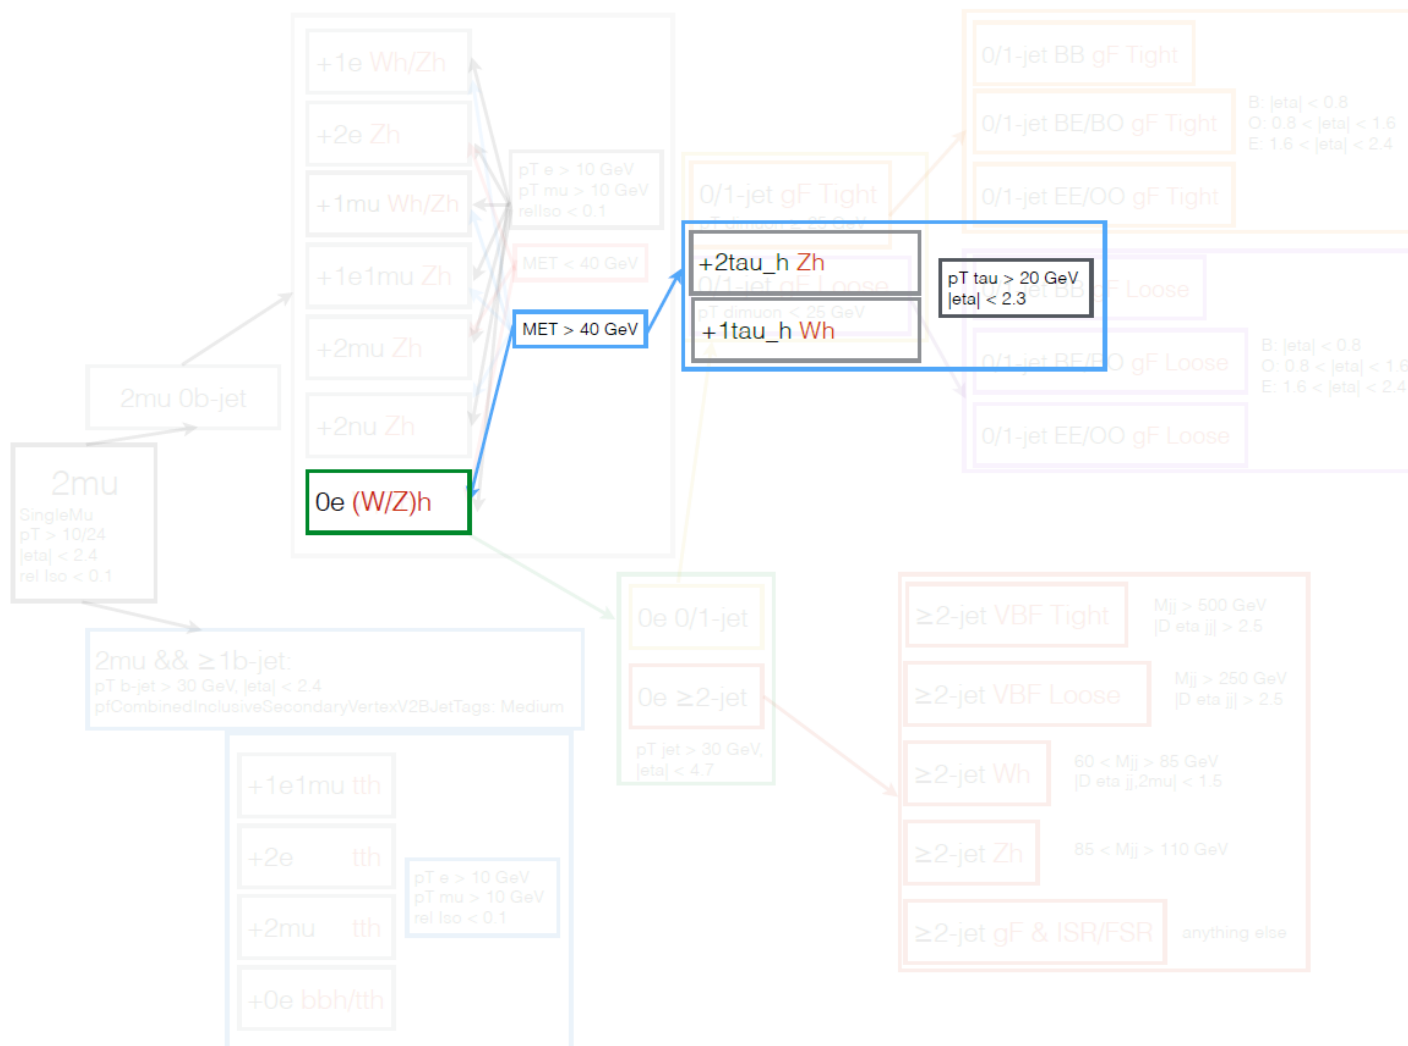 +1e Wh/Zh
+2e Zh
+1mu Wh/Zh
+1e1mu Zh
+2mu Zh
+2nu Zh
0e (W/Z)h
pT e > 10 GeV
pT mu > 10 GeV
relIso < 0.1
MET < 40 GeV
MET > 40 GeV
2mu 0b-jet
2mu
SingleMu
pT > 10/24
|eta| < 2.4
rel Iso < 0.1
0/1-jet gF Tight
pT dimuon ≥ 25 GeV
0/1-jet gF Loose
pT dimuon < 25 GeV
+2tau_h Zh
+1tau_h Wh
pT tau > 20 GeV
|eta| < 2.3
0/1-jet BB gF Tight
0/1-jet BE/BO gF Tight
0/1-jet EE/OO gF Tight
B: |eta| < 0.8
O: 0.8 < |eta| < 1.6
E: 1.6 < |eta| < 2.4
0/1-jet BB gF Loose
0/1-jet BE/BO gF Loose
0/1-jet EE/OO gF Loose
B: |eta| < 0.8
O: 0.8 < |eta| < 1.6
E: 1.6 < |eta| < 2.4
2mu && ≥1b-jet:
pT b-jet > 30 GeV, |eta| < 2.4
pfCombinedInclusiveSecondaryVertexV2BJetTags: Medium
+1e1mu tth
+2e tth
+2mu tth
+0e bbh/tth
pT e > 10 GeV
pT mu > 10 GeV
rel Iso < 0.1
0e 0/1-jet
0e ≥2-jet
pT jet > 30 GeV,
|eta| < 4.7
≥2-jet VBF Tight
Mjj > 500 GeV
|D eta jj| > 2.5
≥2-jet VBF Loose
Mjj > 250 GeV
|D eta jj| > 2.5
≥2-jet Wh
60 < Mjj > 85 GeV
|D eta jj,2mu| < 1.5
≥2-jet Zh
85 < Mjj > 110 GeV
≥2-jet gF & ISR/FSR
anything else